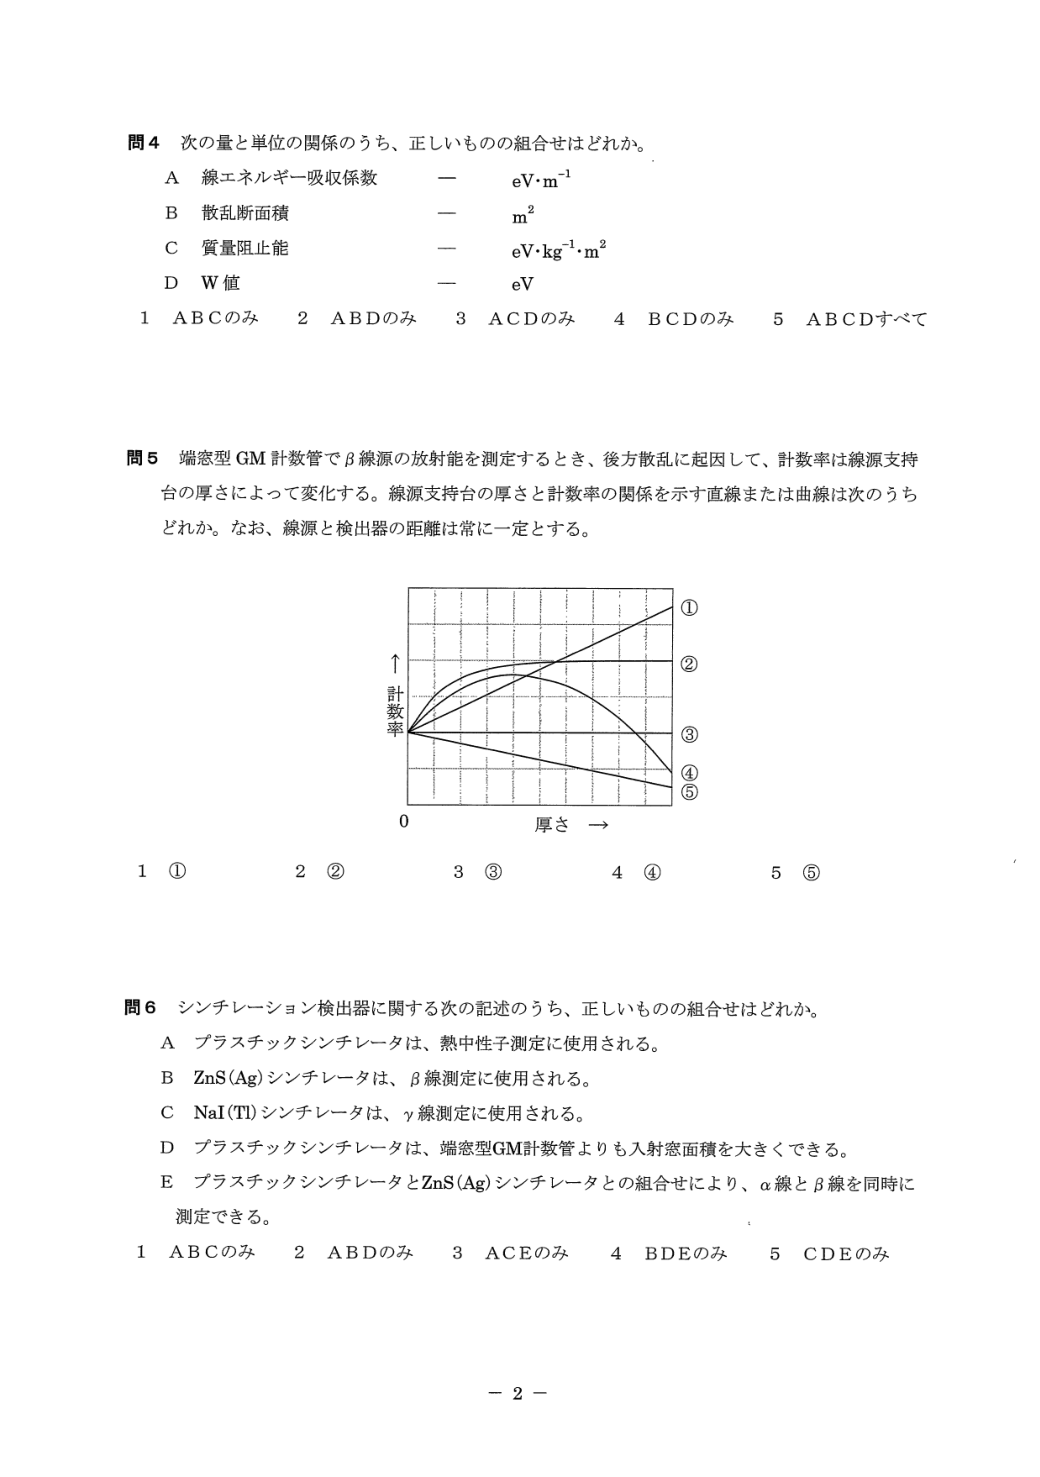 問4 次の量と単位の関係のうち、正しいものの組合せはどれか。
A 線エネルギー吸収係数 — eV・m⁻¹
B 散乱断面積 — m²
C 質量阻止能 — eV・kg⁻¹・m²
D W値 — eV
1 ABCのみ 2 ABDのみ 3 ACDのみ 4 BCDのみ 5 ABCDすべて
問5 端窓型GM計数管でβ線源の放射能を測定するとき、後方散乱に起因して、計数率は線源支持
台の厚さによって変化する。線源支持台の厚さと計数率の関係を示す直線または曲線は次のうち
どれか。なお、線源と検出器の距離は常に一定とする。
①
②
↑計数率
③
④
⑤
0 厚さ →
1 ① 2 ② 3 ③ 4 ④ 5 ⑤
問6 シンチレーション検出器に関する次の記述のうち、正しいものの組合せはどれか。
A プラスチックシンチレータは、熱中性子測定に使用される。
B ZnS(Ag)シンチレータは、β線測定に使用される。
C NaI(Tl)シンチレータは、γ線測定に使用される。
D プラスチックシンチレータは、端窓型GM計数管よりも入射窓面積を大きくできる。
E プラスチックシンチレータとZnS(Ag)シンチレータとの組合せにより、α線とβ線を同時に
測定できる。
1 ABCのみ 2 ABDのみ 3 ACEのみ 4 BDEのみ 5 CDEのみ
— 2 —